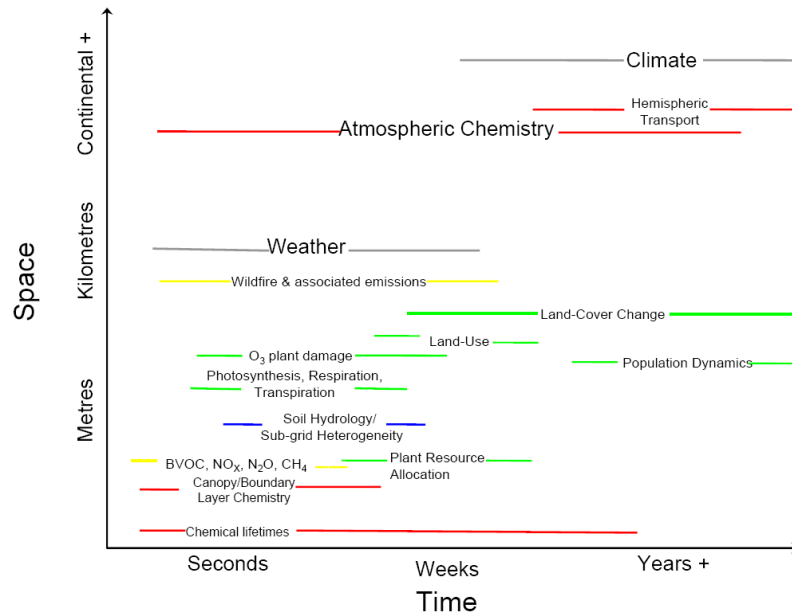 Continental +
Kilometres
Metres
Space
Climate
Hemispheric
Transport
Atmospheric Chemistry
Weather
Wildfire & associated emissions
Land-Cover Change
Land-Use
O₃ plant damage
Population Dynamics
Photosynthesis, Respiration,
Transpiration
Soil Hydrology/
Sub-grid Heterogeneity
BVOC, NOₓ, N₂O, CH₄
Plant Resource
Allocation
Canopy/Boundary
Layer Chemistry
Chemical lifetimes
Seconds
Weeks
Years +
Time